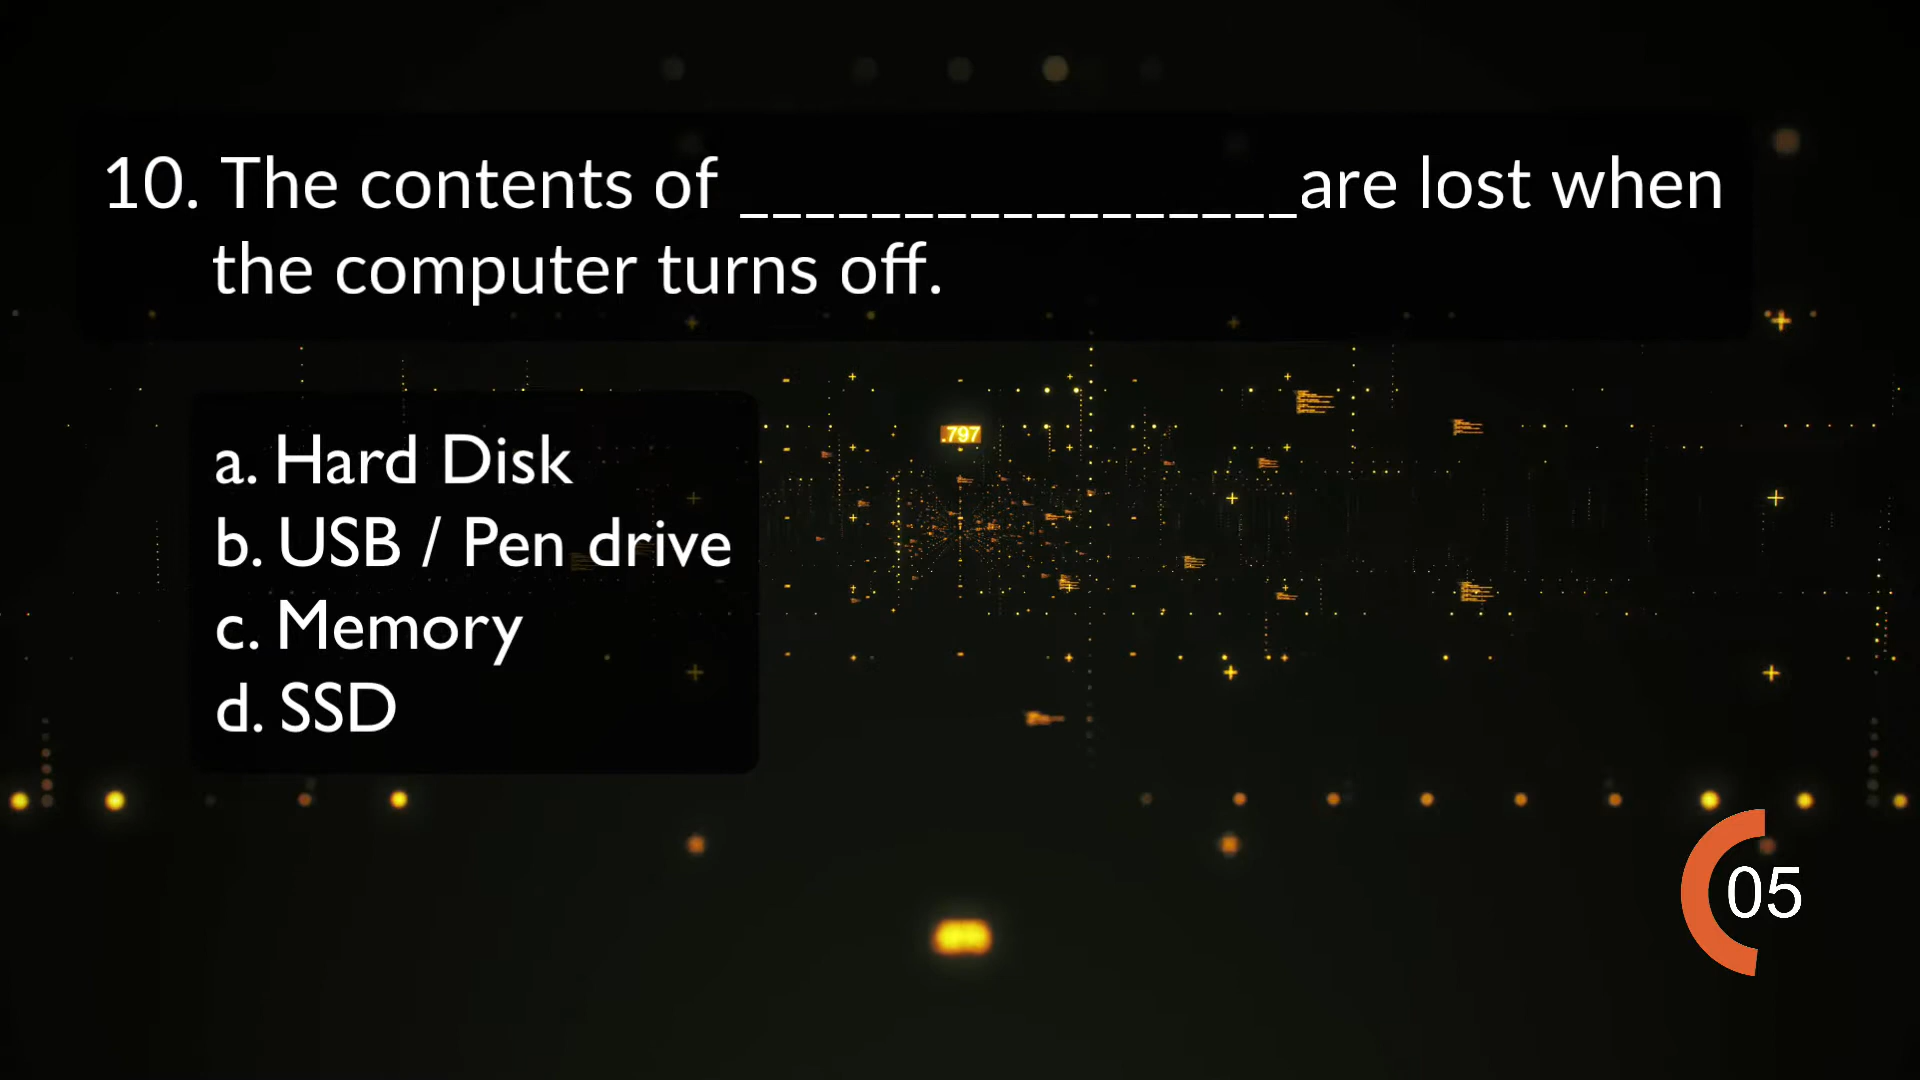 10. The contents of _________________are lost when
the computer turns off.
.797
a. Hard Disk
b. USB / Pen drive
c. Memory
d. SSD
05